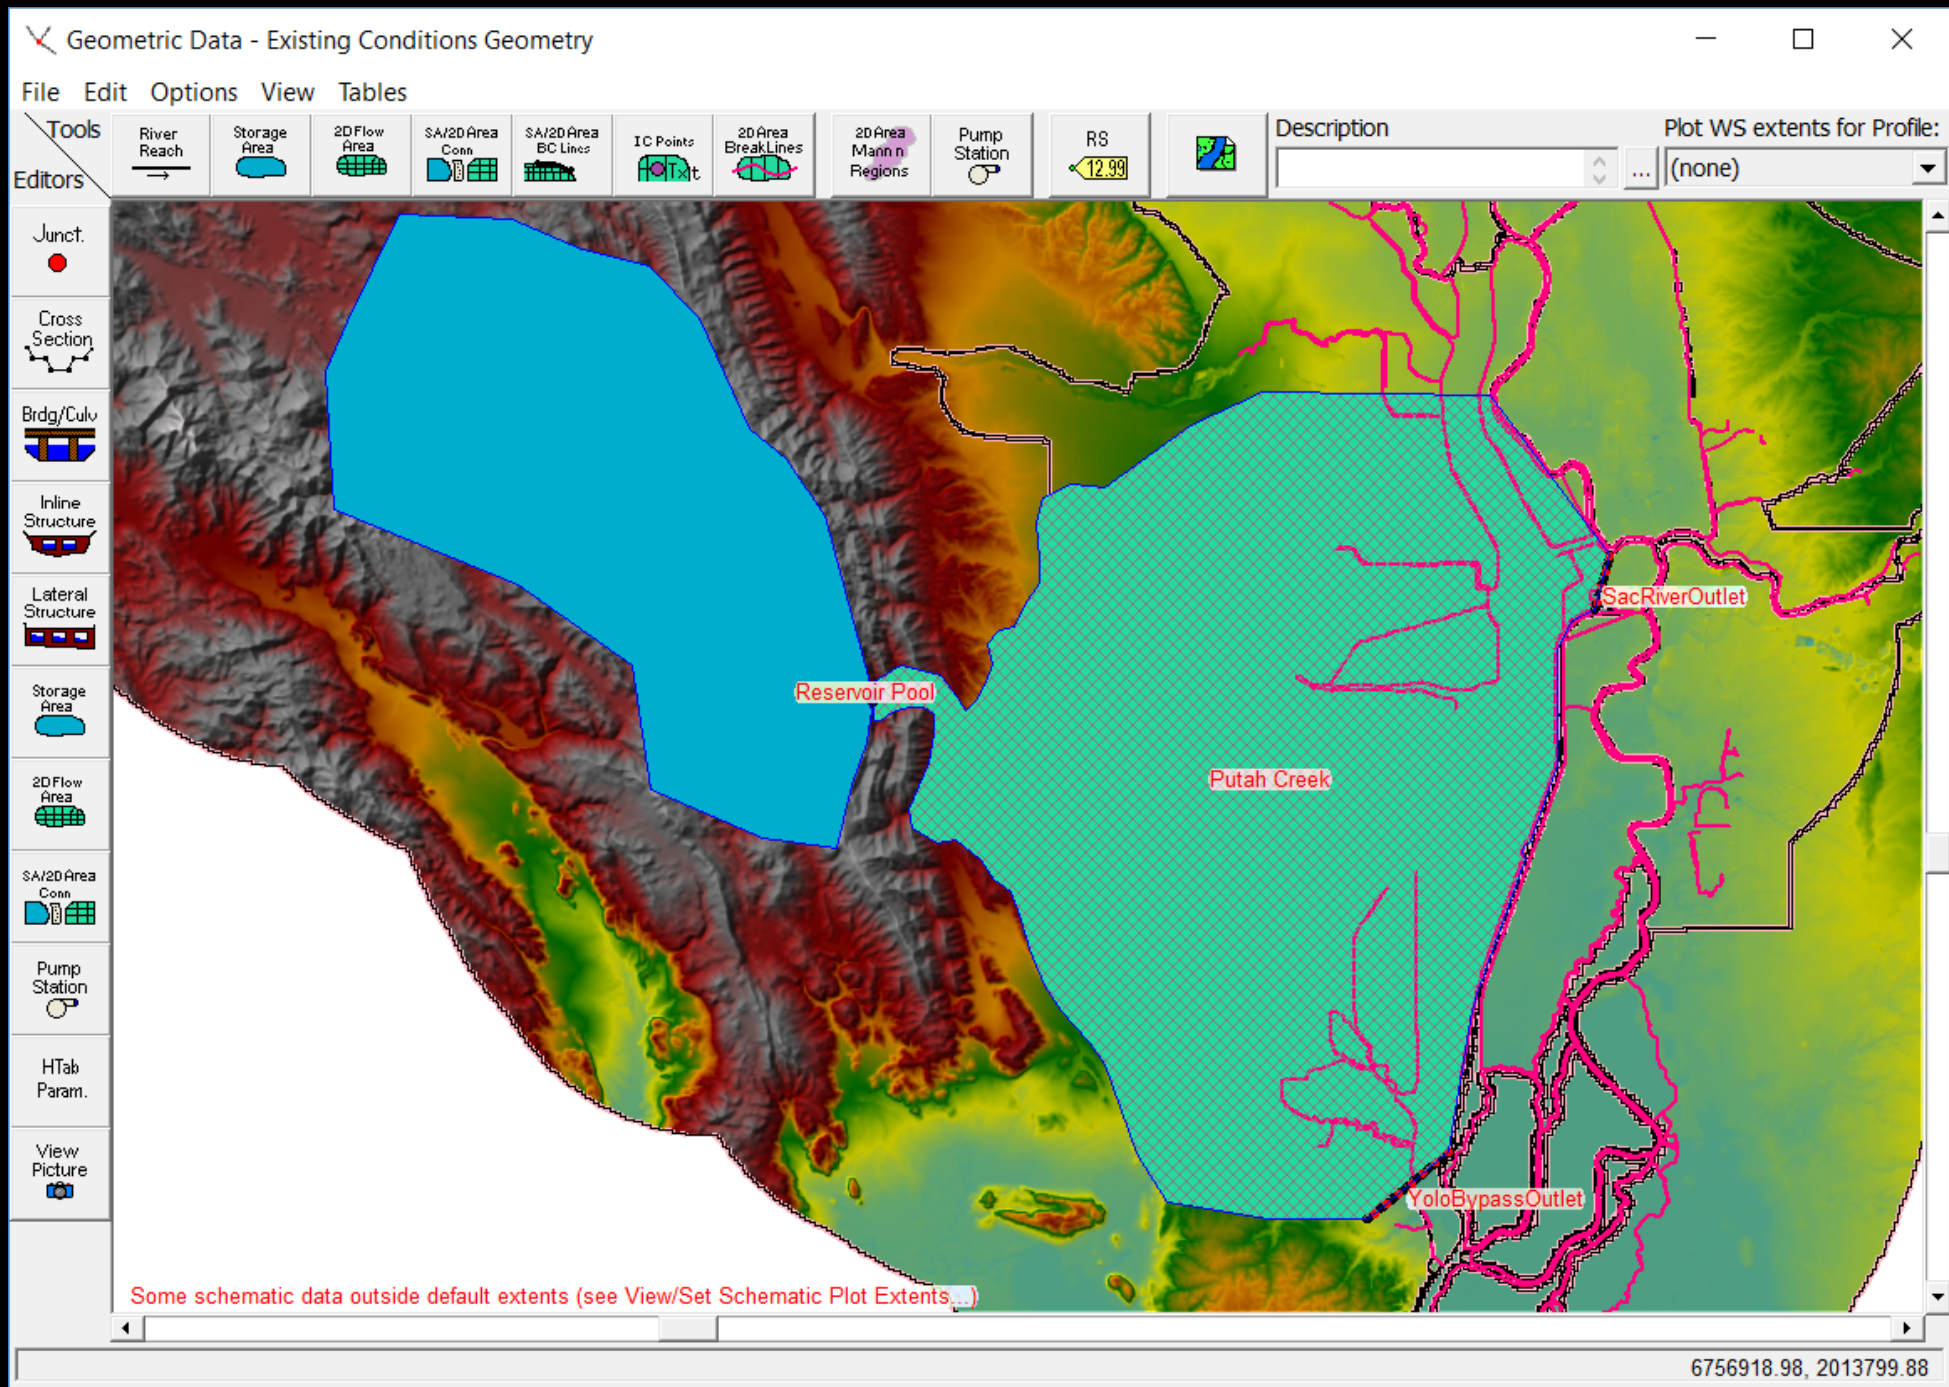 Geometric Data - Existing Conditions Geometry
File Edit Options View Tables
Tools
Editors
River
Reach
Storage
Area
2D Flow
Area
SA/2D Area
Conn
SA/2D Area
BC Lines
IC Points
Txt
2D Area
BreakLines
2D Area
Mann n
Regions
Pump
Station
RS
12.99
Description
...
Plot WS extents for Profile:
(none)
Junct.
Cross
Section
Brdg/Culv
Inline
Structure
Lateral
Structure
Storage
Area
2D Flow
Area
SA/2D Area
Conn
Pump
Station
HTab
Param.
View
Picture
SacRiverOutlet
Reservoir Pool
Putah Creek
YoloBypassOutlet
Some schematic data outside default extents (see View/Set Schematic Plot Extents...)
6756918.98, 2013799.88